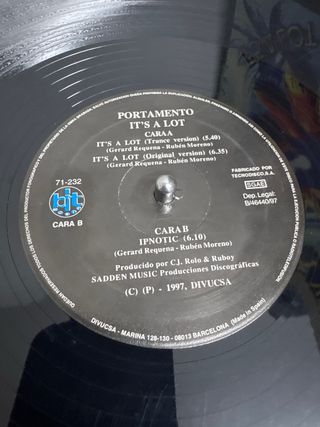 PORTAMENTO
IT'S A LOT
CARA A
IT'S A LOT (Trance version) (5.40)
(Gerard Requena - Rubén Moreno)
IT'S A LOT (Original version) (6.35)
(Gerard Requena - Rubén Moreno)
71-232
bit
CARA B
FABRICADO POR
TECNODISCO, S.A.
SGAE
Dep. Legal:
B/46440/97
CARA B
IPNOTIC (6.10)
(Gerard Requena - Rubén Moreno)
Producido por C.J. Rolo & Ruboy
SADDEN MUSIC Producciones Discográficas
(C) (P) - 1997, DIVUCSA
DIVUCSA - MARINA 128-130 - 08013 BARCELONA (Made in Spain)